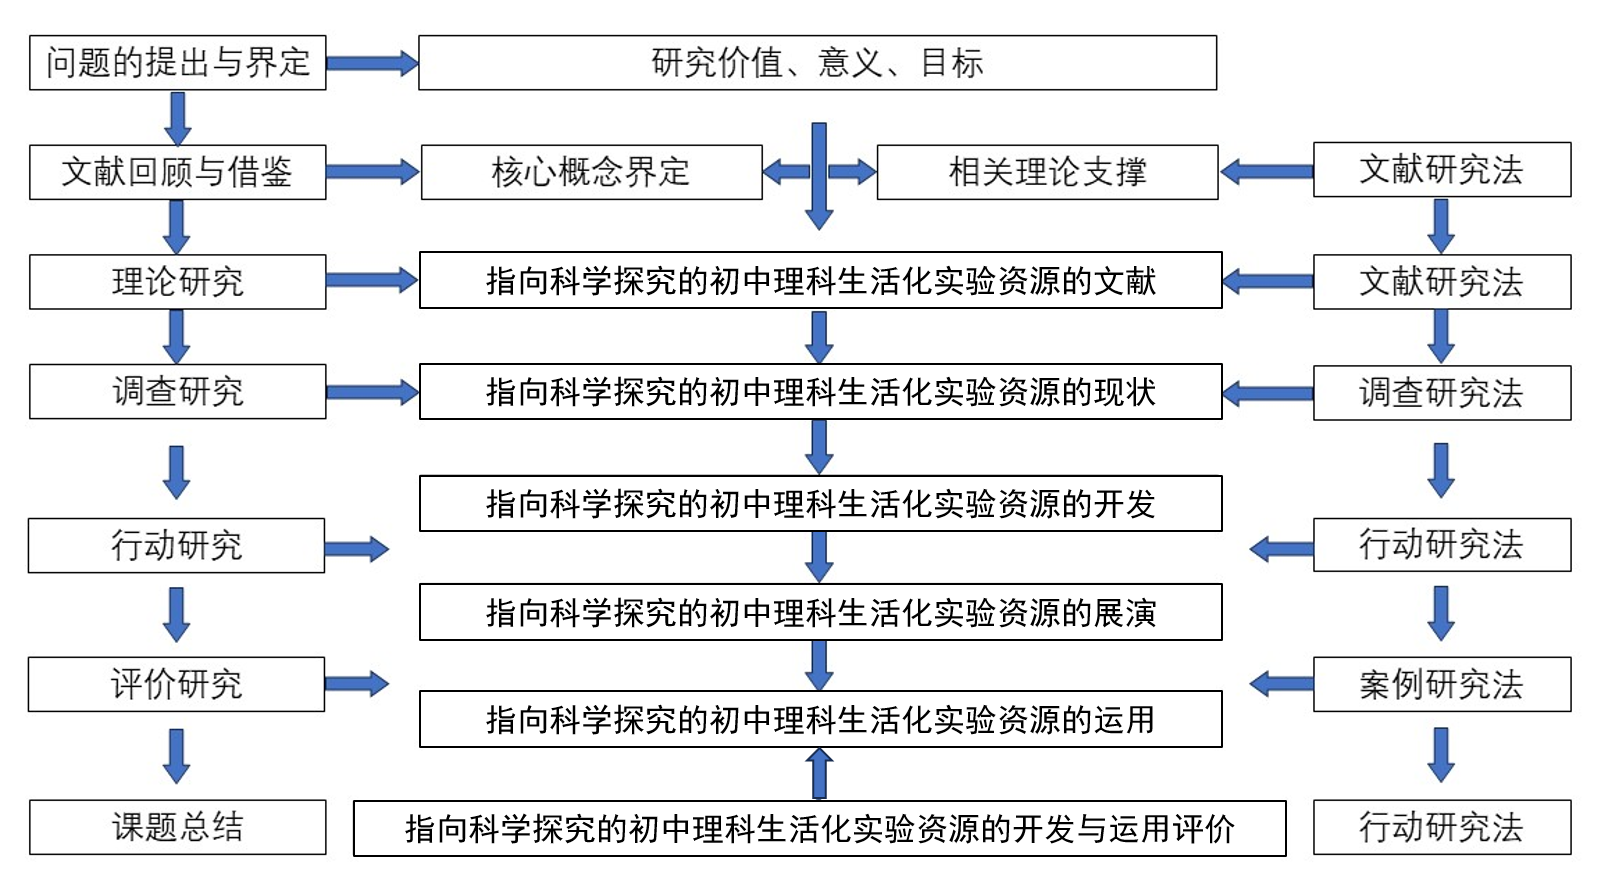 问题的提出与界定
研究价值、意义、目标
文献回顾与借鉴
核心概念界定
相关理论支撑
文献研究法
理论研究
指向科学探究的初中理科生活化实验资源的文献
文献研究法
调查研究
指向科学探究的初中理科生活化实验资源的现状
调查研究法
指向科学探究的初中理科生活化实验资源的开发
行动研究
行动研究法
指向科学探究的初中理科生活化实验资源的展演
评价研究
案例研究法
指向科学探究的初中理科生活化实验资源的运用
课题总结
指向科学探究的初中理科生活化实验资源的开发与运用评价
行动研究法